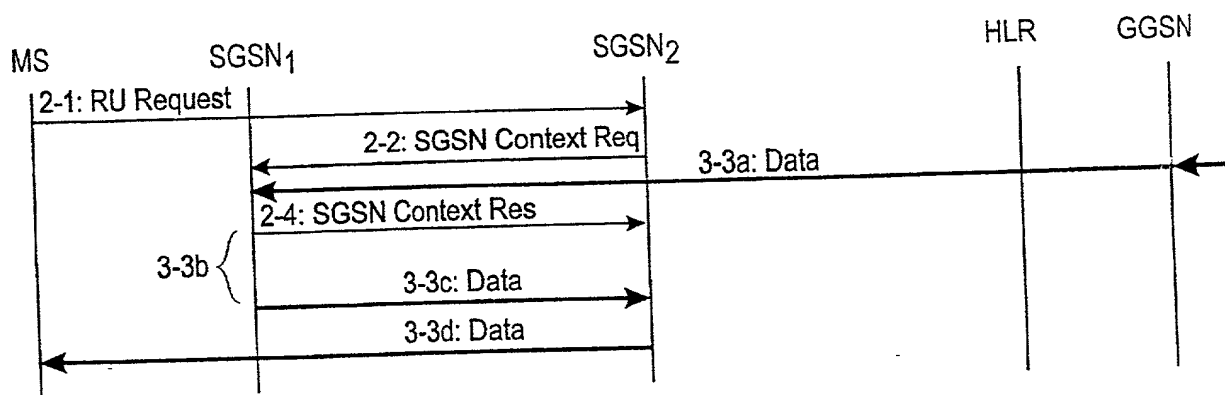 MS SGSN1 SGSN2 HLR GGSN
2-1: RU Request
2-2: SGSN Context Req
3-3a: Data
2-4: SGSN Context Res
3-3b
3-3c: Data
3-3d: Data